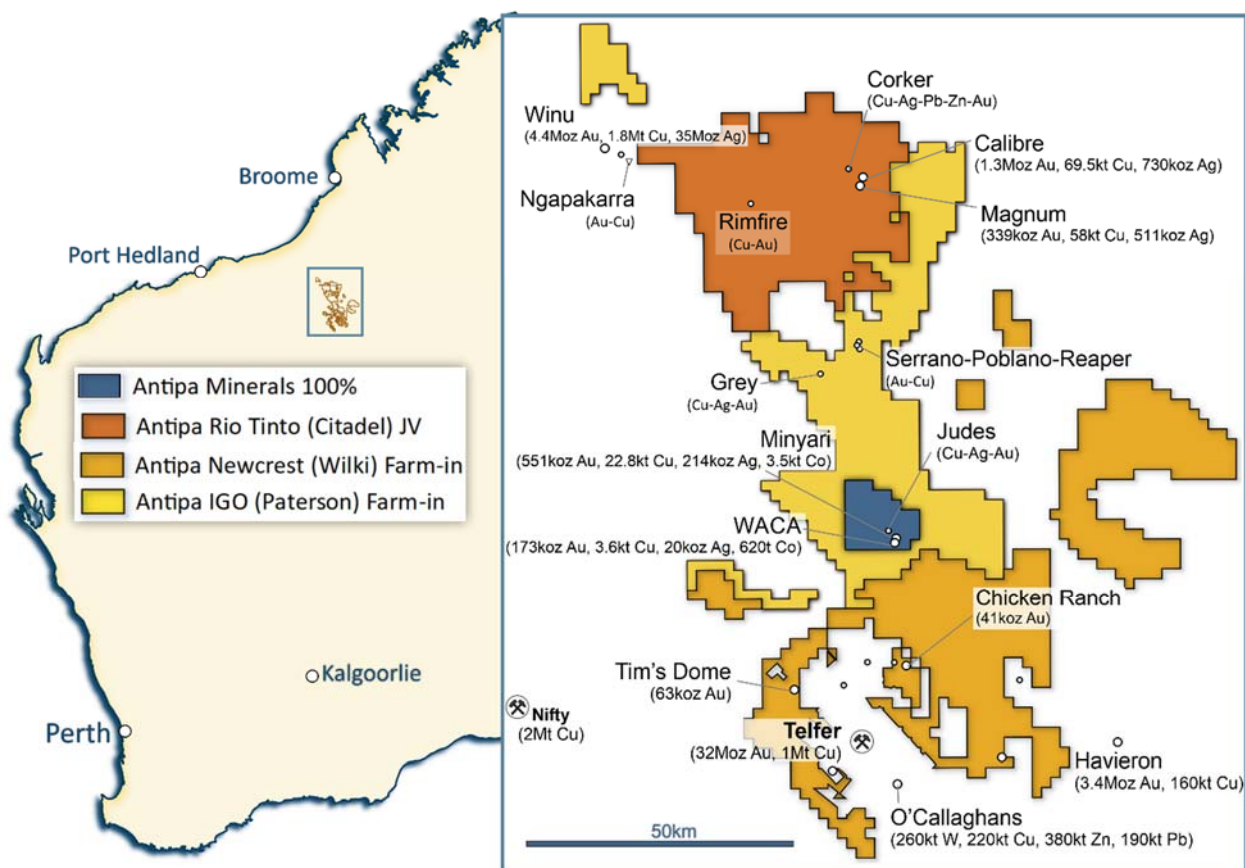 Broome
Port Hedland
Antipa Minerals 100%
Antipa Rio Tinto (Citadel) JV
Antipa Newcrest (Wilki) Farm-in
Antipa IGO (Paterson) Farm-in
Kalgoorlie
Perth
Corker
(Cu-Ag-Pb-Zn-Au)
Winu
(4.4Moz Au, 1.8Mt Cu, 35Moz Ag)
Calibre
(1.3Moz Au, 69.5kt Cu, 730koz Ag)
Ngapakarra
(Au-Cu)
Rimfire
(Cu-Au)
Magnum
(339koz Au, 58kt Cu, 511koz Ag)
Serrano-Poblano-Reaper
(Au-Cu)
Grey
(Cu-Ag-Au)
Minyari
(551koz Au, 22.8kt Cu, 214koz Ag, 3.5kt Co)
Judes
(Cu-Ag-Au)
WACA
(173koz Au, 3.6kt Cu, 20koz Ag, 620t Co)
Chicken Ranch
(41koz Au)
Tim's Dome
(63koz Au)
Nifty
(2Mt Cu)
Telfer
(32Moz Au, 1Mt Cu)
Havieron
(3.4Moz Au, 160kt Cu)
O'Callaghans
(260kt W, 220kt Cu, 380kt Zn, 190kt Pb)
50km